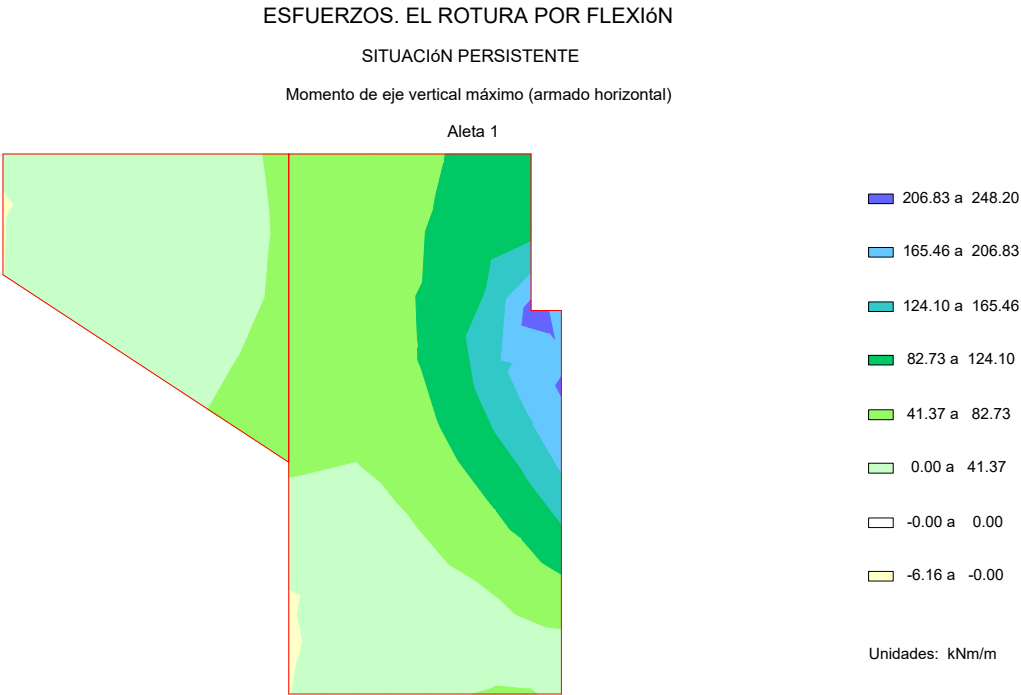 ESFUERZOS. EL ROTURA POR FLEXIóN
SITUACIóN PERSISTENTE
Momento de eje vertical máximo (armado horizontal)
Aleta 1
206.83 a 248.20
165.46 a 206.83
124.10 a 165.46
82.73 a 124.10
41.37 a 82.73
0.00 a 41.37
-0.00 a 0.00
-6.16 a -0.00
Unidades: kNm/m